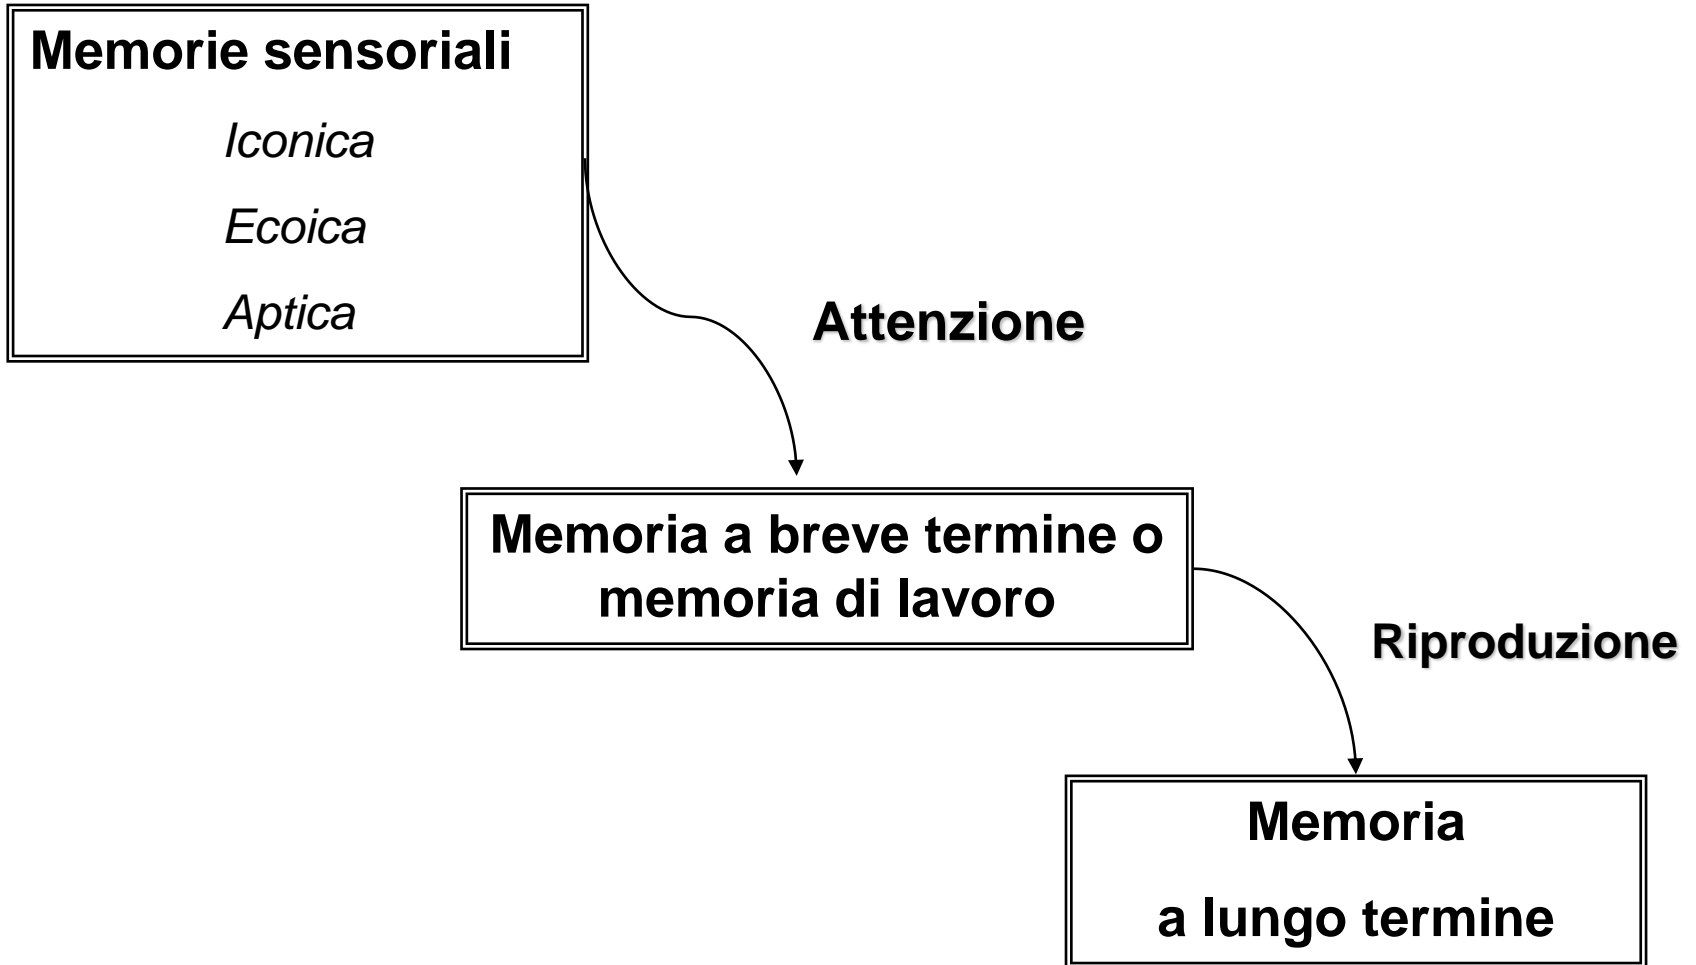 Memorie sensoriali
Iconica
Ecoica
Aptica
Attenzione
Memoria a breve termine o
memoria di lavoro
Riproduzione
Memoria
a lungo termine